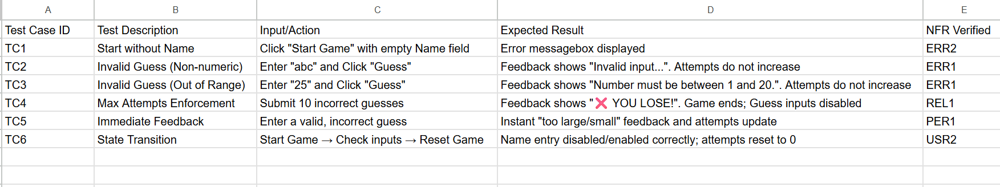 A B C D E
Test Case ID Test Description Input/Action Expected Result NFR Verified
TC1 Start without Name Click "Start Game" with empty Name field Error messagebox displayed ERR2
TC2 Invalid Guess (Non-numeric) Enter "abc" and Click "Guess" Feedback shows "Invalid input...". Attempts do not increase ERR1
TC3 Invalid Guess (Out of Range) Enter "25" and Click "Guess" Feedback shows "Number must be between 1 and 20.". Attempts do not increase ERR1
TC4 Max Attempts Enforcement Submit 10 incorrect guesses Feedback shows "❌ YOU LOSE!". Game ends; Guess inputs disabled REL1
TC5 Immediate Feedback Enter a valid, incorrect guess Instant "too large/small" feedback and attempts update PER1
TC6 State Transition Start Game → Check inputs → Reset Game Name entry disabled/enabled correctly; attempts reset to 0 USR2